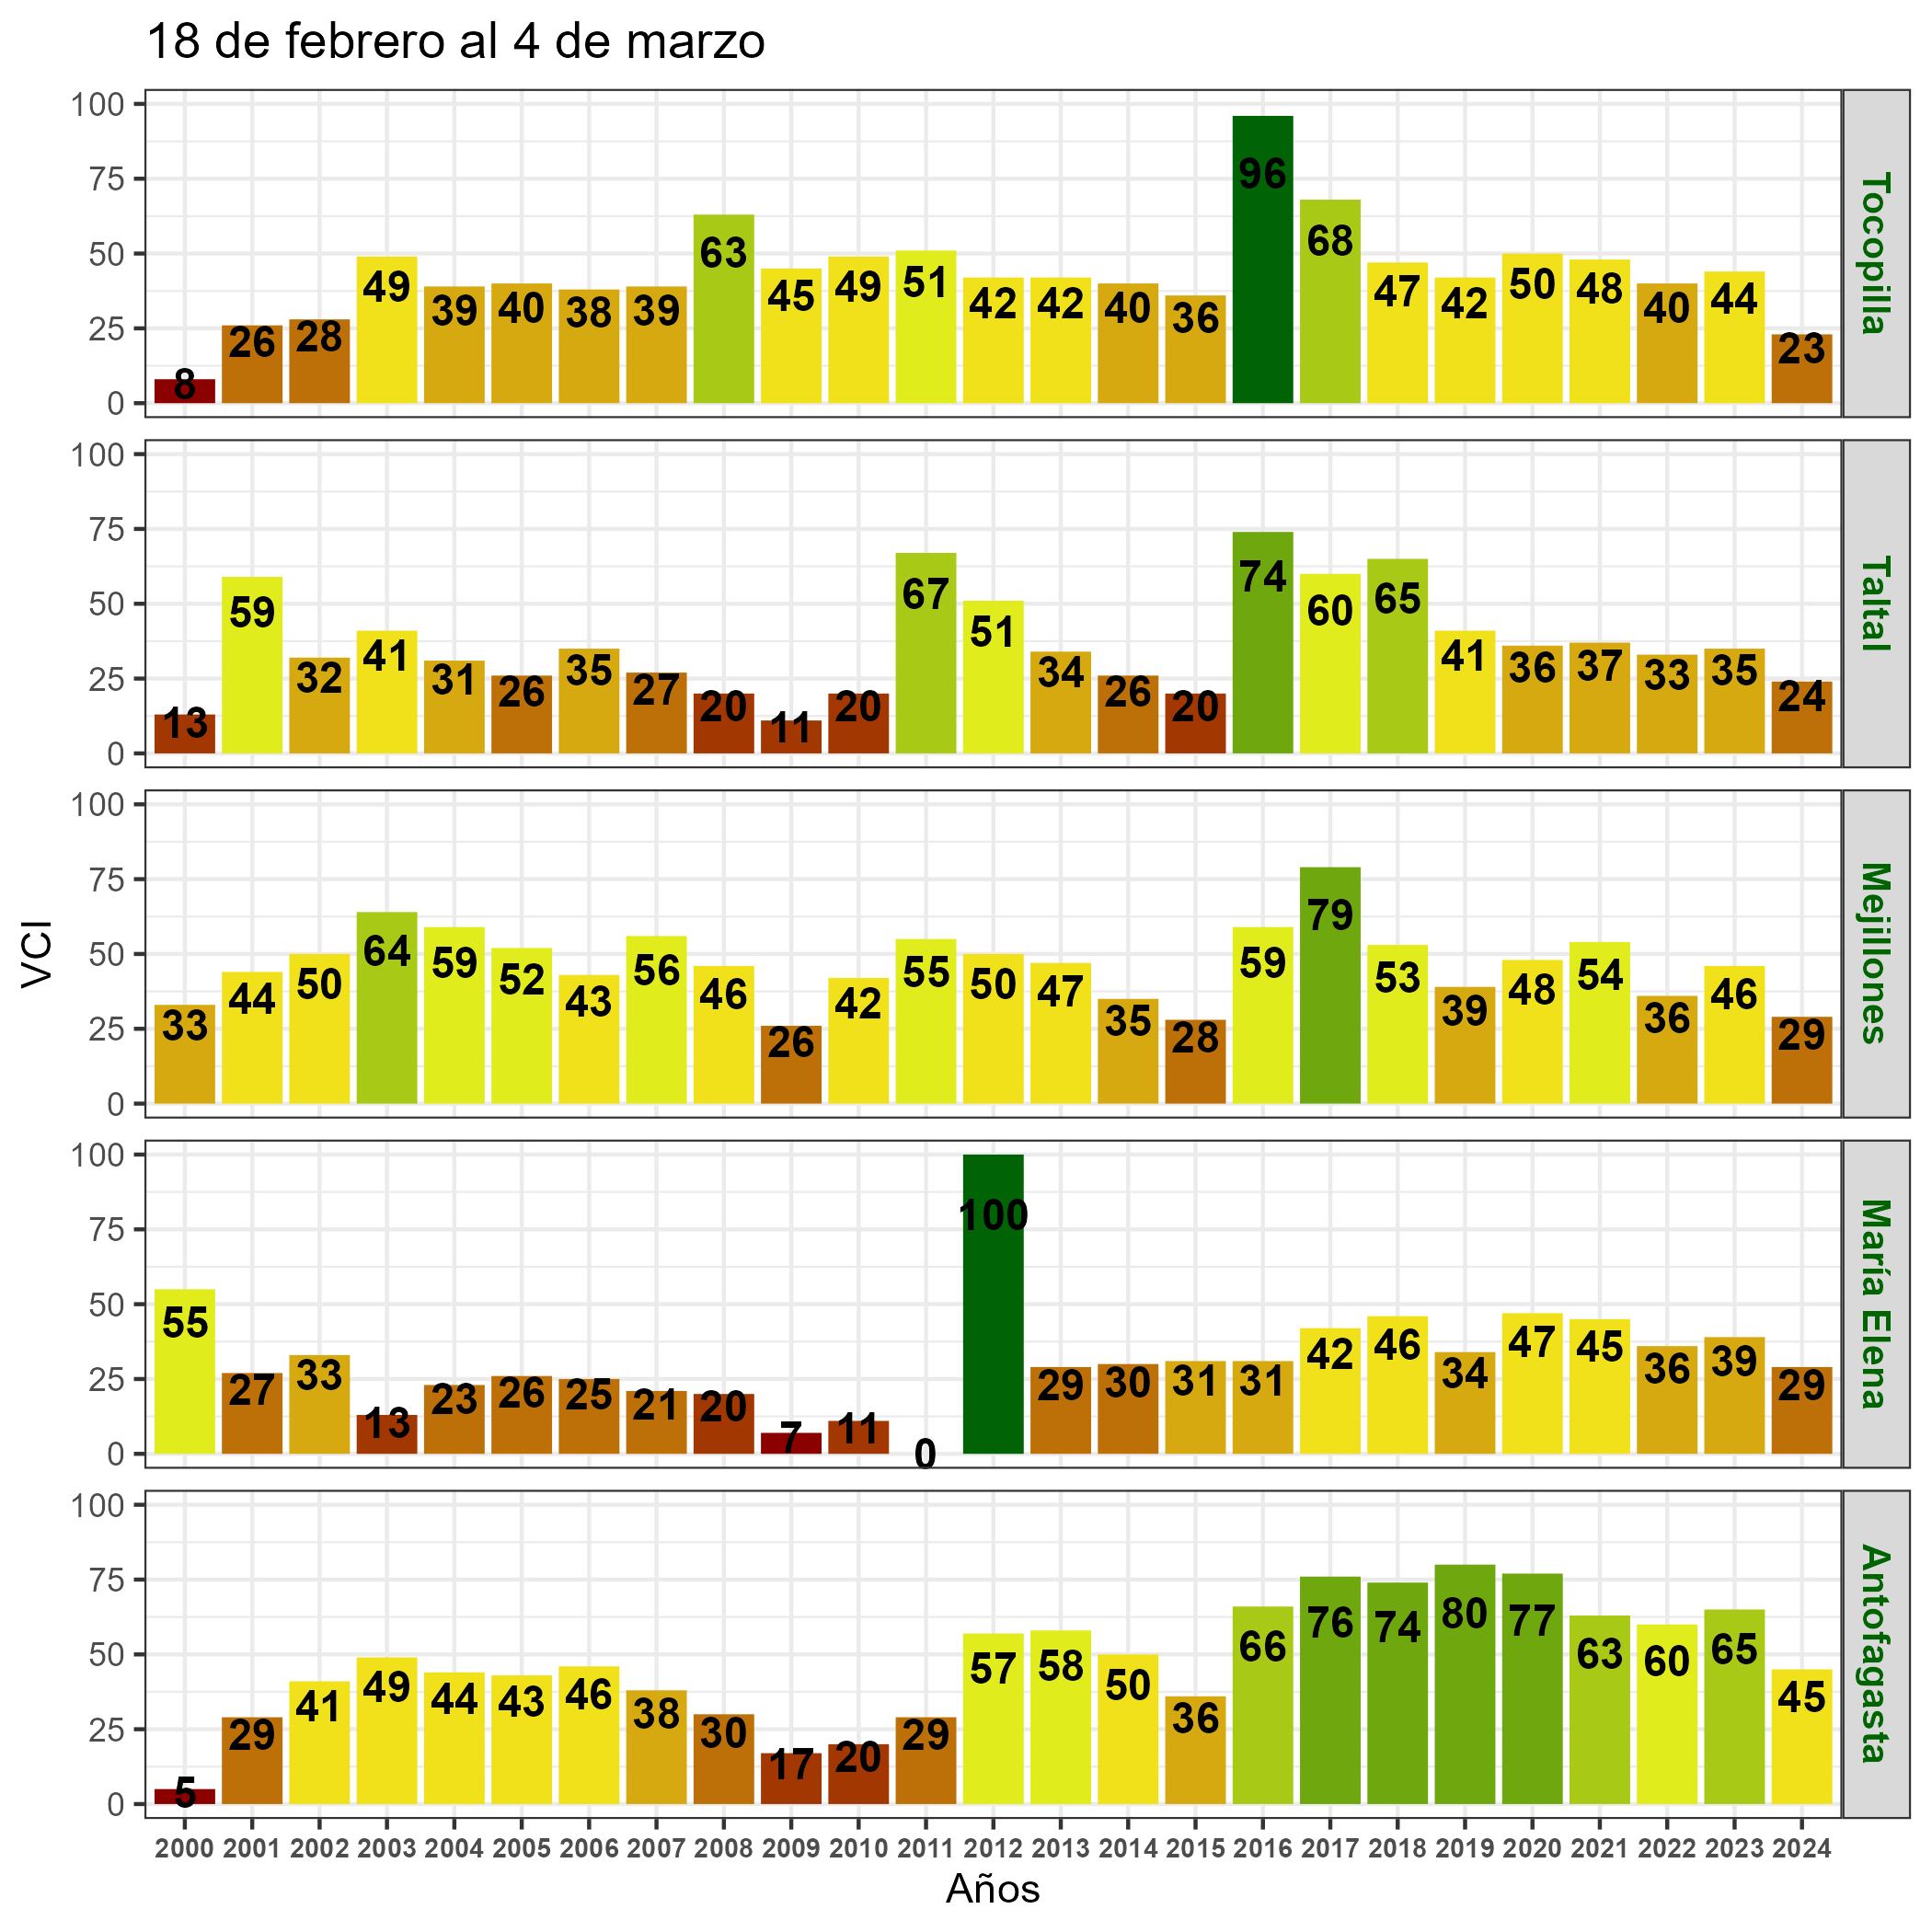 18 de febrero al 4 de marzo
100
75
50
25
0
8 26 28 49 39 40 38 39 63 45 49 51 42 42 40 36 96 68 47 42 50 48 40 44 23
Tocopilla
100
75
50
25
0
13 59 32 41 31 26 35 27 20 11 20 67 51 34 26 20 74 60 65 41 36 37 33 35 24
Taltal
VCI
100
75
50
25
0
33 44 50 64 59 52 43 56 46 26 42 55 50 47 35 28 59 79 53 39 48 54 36 46 29
Mejillones
100
75
50
25
0
55 27 33 13 23 26 25 21 20 7 11 0 100 29 30 31 31 42 46 34 47 45 36 39 29
María Elena
100
75
50
25
0
5 29 41 49 44 43 46 38 30 17 20 29 57 58 50 36 66 76 74 80 77 63 60 65 45
Antofagasta
2000 2001 2002 2003 2004 2005 2006 2007 2008 2009 2010 2011 2012 2013 2014 2015 2016 2017 2018 2019 2020 2021 2022 2023 2024
Años